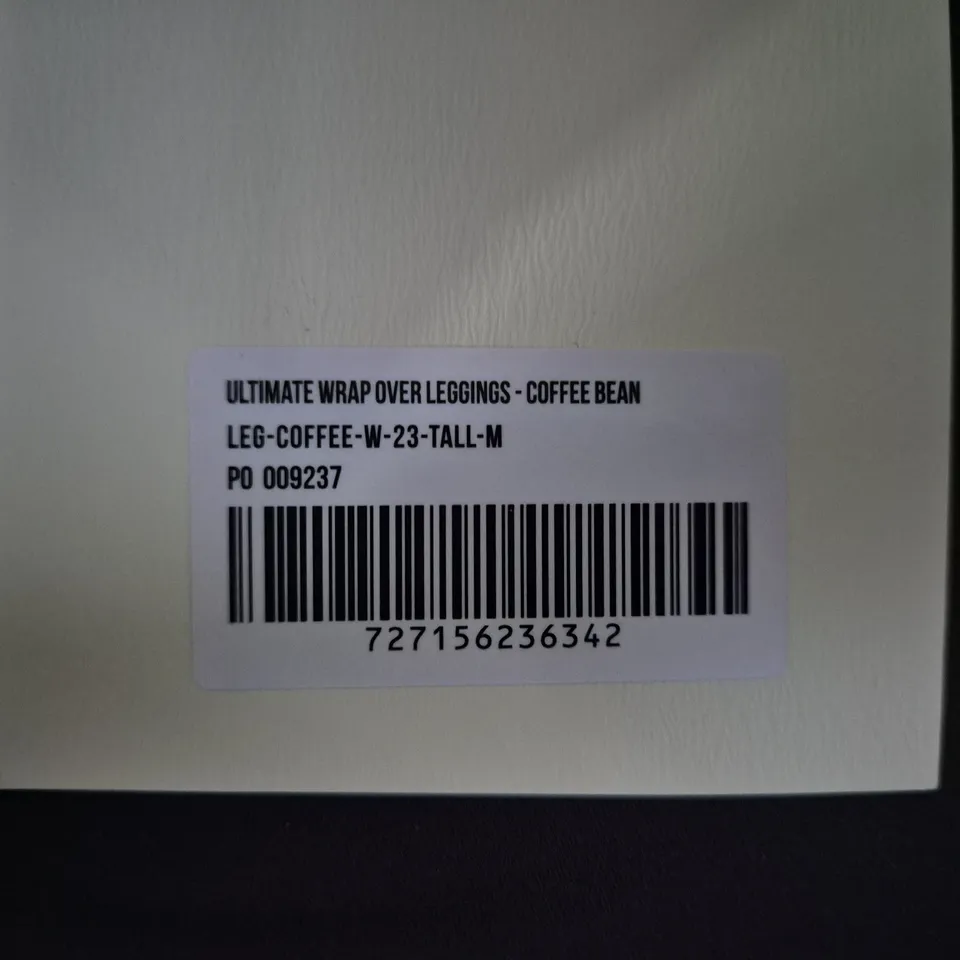 ULTIMATE WRAP OVER LEGGINGS - COFFEE BEAN
LEG-COFFEE-W-23-TALL-M
PO 009237
727156236342